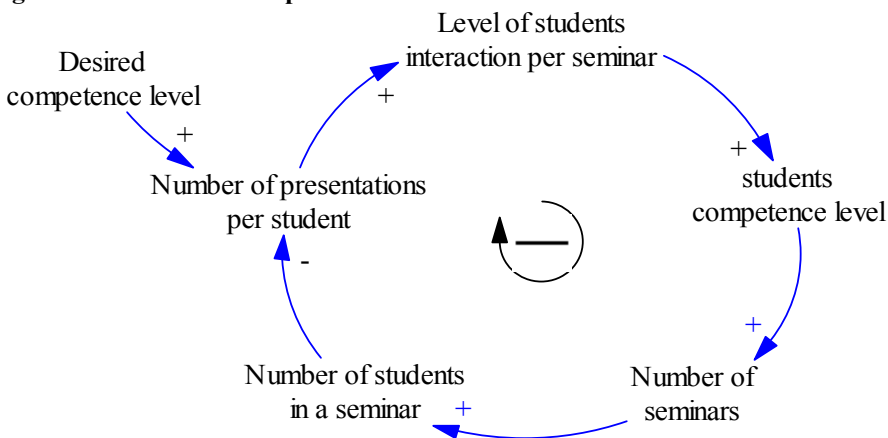 Level of students
interaction per seminar
Desired
competence level
+
+
+
students
competence level
Number of presentations
per student
-
+
Number of students
in a seminar
+
Number of
seminars